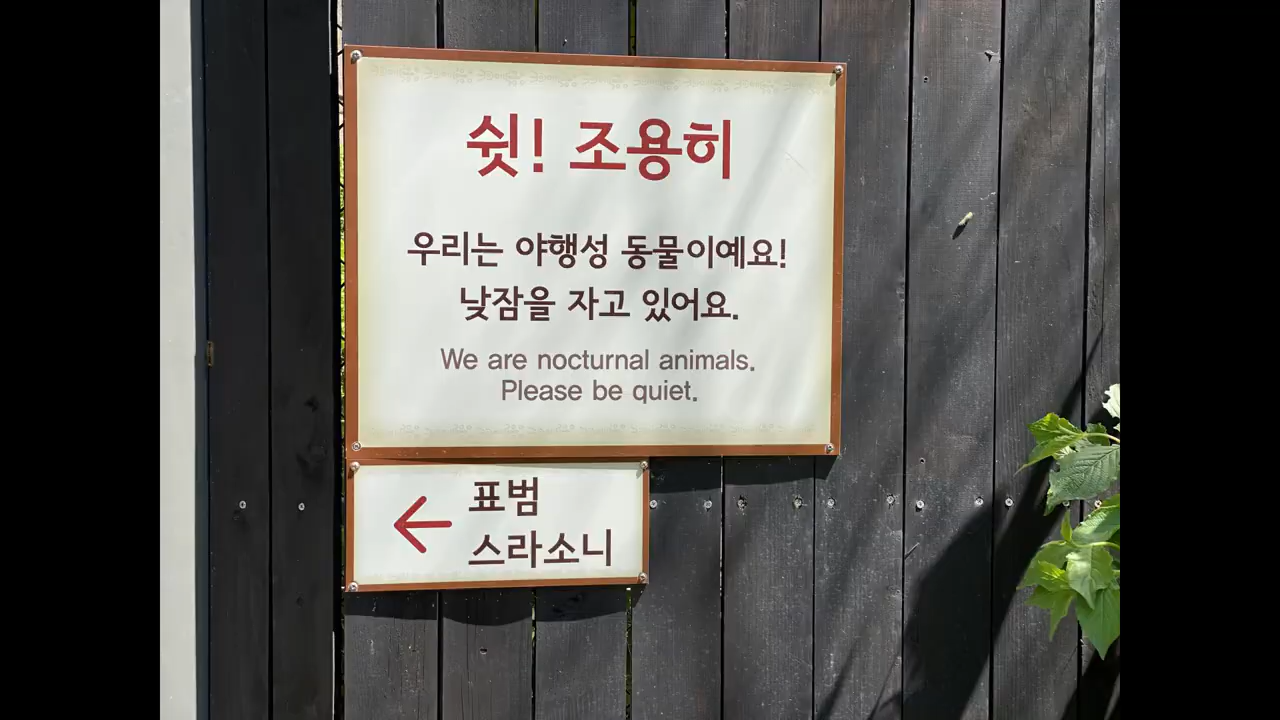 쉿! 조용히
우리는 야행성 동물이예요!
낮잠을 자고 있어요.
We are nocturnal animals.
Please be quiet.
← 표범
스라소니